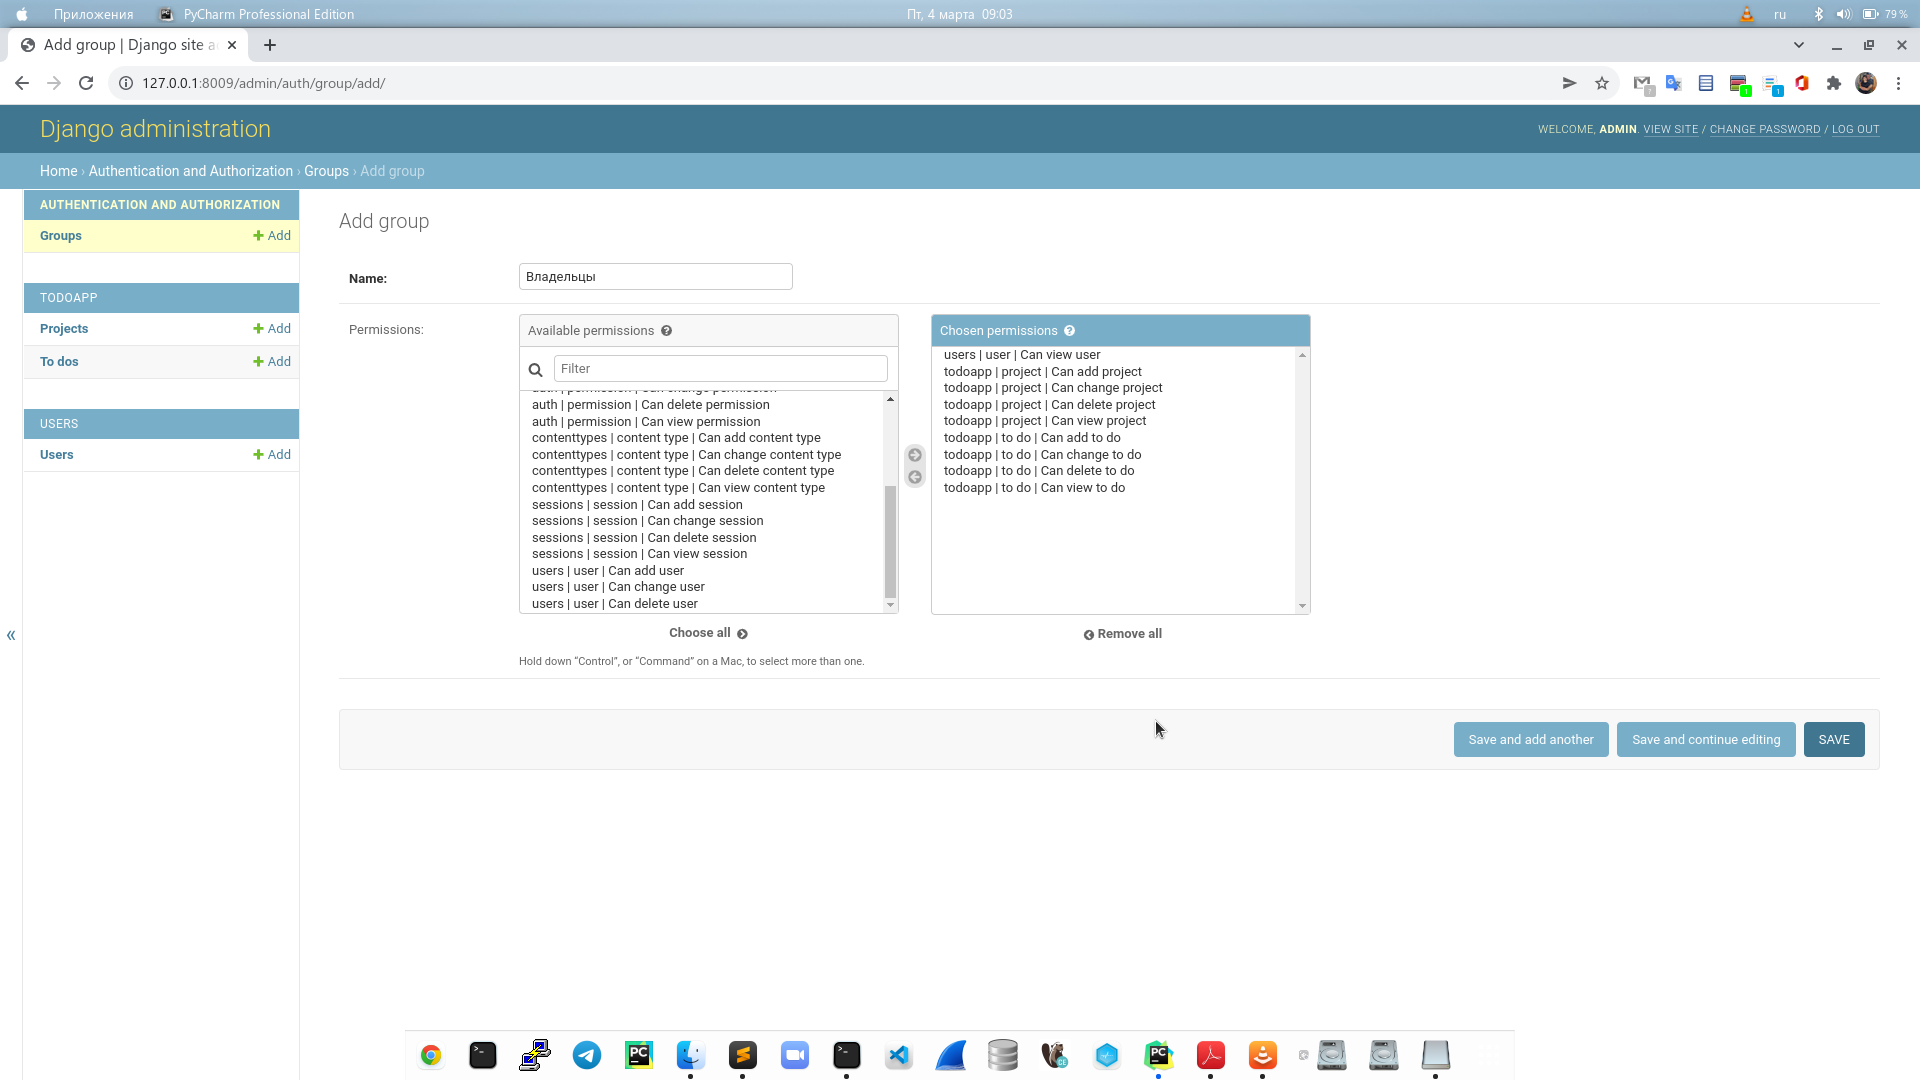 Приложения PyCharm Professional Edition Пт, 4 марта 09:03 ru 79 %
Add group | Django site a
127.0.0.1:8009/admin/auth/group/add/
Django administration
WELCOME, ADMIN. VIEW SITE / CHANGE PASSWORD / LOG OUT
Home › Authentication and Authorization › Groups › Add group
AUTHENTICATION AND AUTHORIZATION
Groups + Add
TODOAPP
Projects + Add
To dos + Add
USERS
Users + Add
«
Add group
Name: Владельцы
Permissions:
Available permissions ?
Filter
auth | permission | Can change permission
auth | permission | Can delete permission
auth | permission | Can view permission
contenttypes | content type | Can add content type
contenttypes | content type | Can change content type
contenttypes | content type | Can delete content type
contenttypes | content type | Can view content type
sessions | session | Can add session
sessions | session | Can change session
sessions | session | Can delete session
sessions | session | Can view session
users | user | Can add user
users | user | Can change user
users | user | Can delete user
Choose all
Hold down “Control”, or “Command” on a Mac, to select more than one.
Chosen permissions ?
users | user | Can view user
todoapp | project | Can add project
todoapp | project | Can change project
todoapp | project | Can delete project
todoapp | project | Can view project
todoapp | to do | Can add to do
todoapp | to do | Can change to do
todoapp | to do | Can delete to do
todoapp | to do | Can view to do
Remove all
Save and add another
Save and continue editing
SAVE
PC
PC